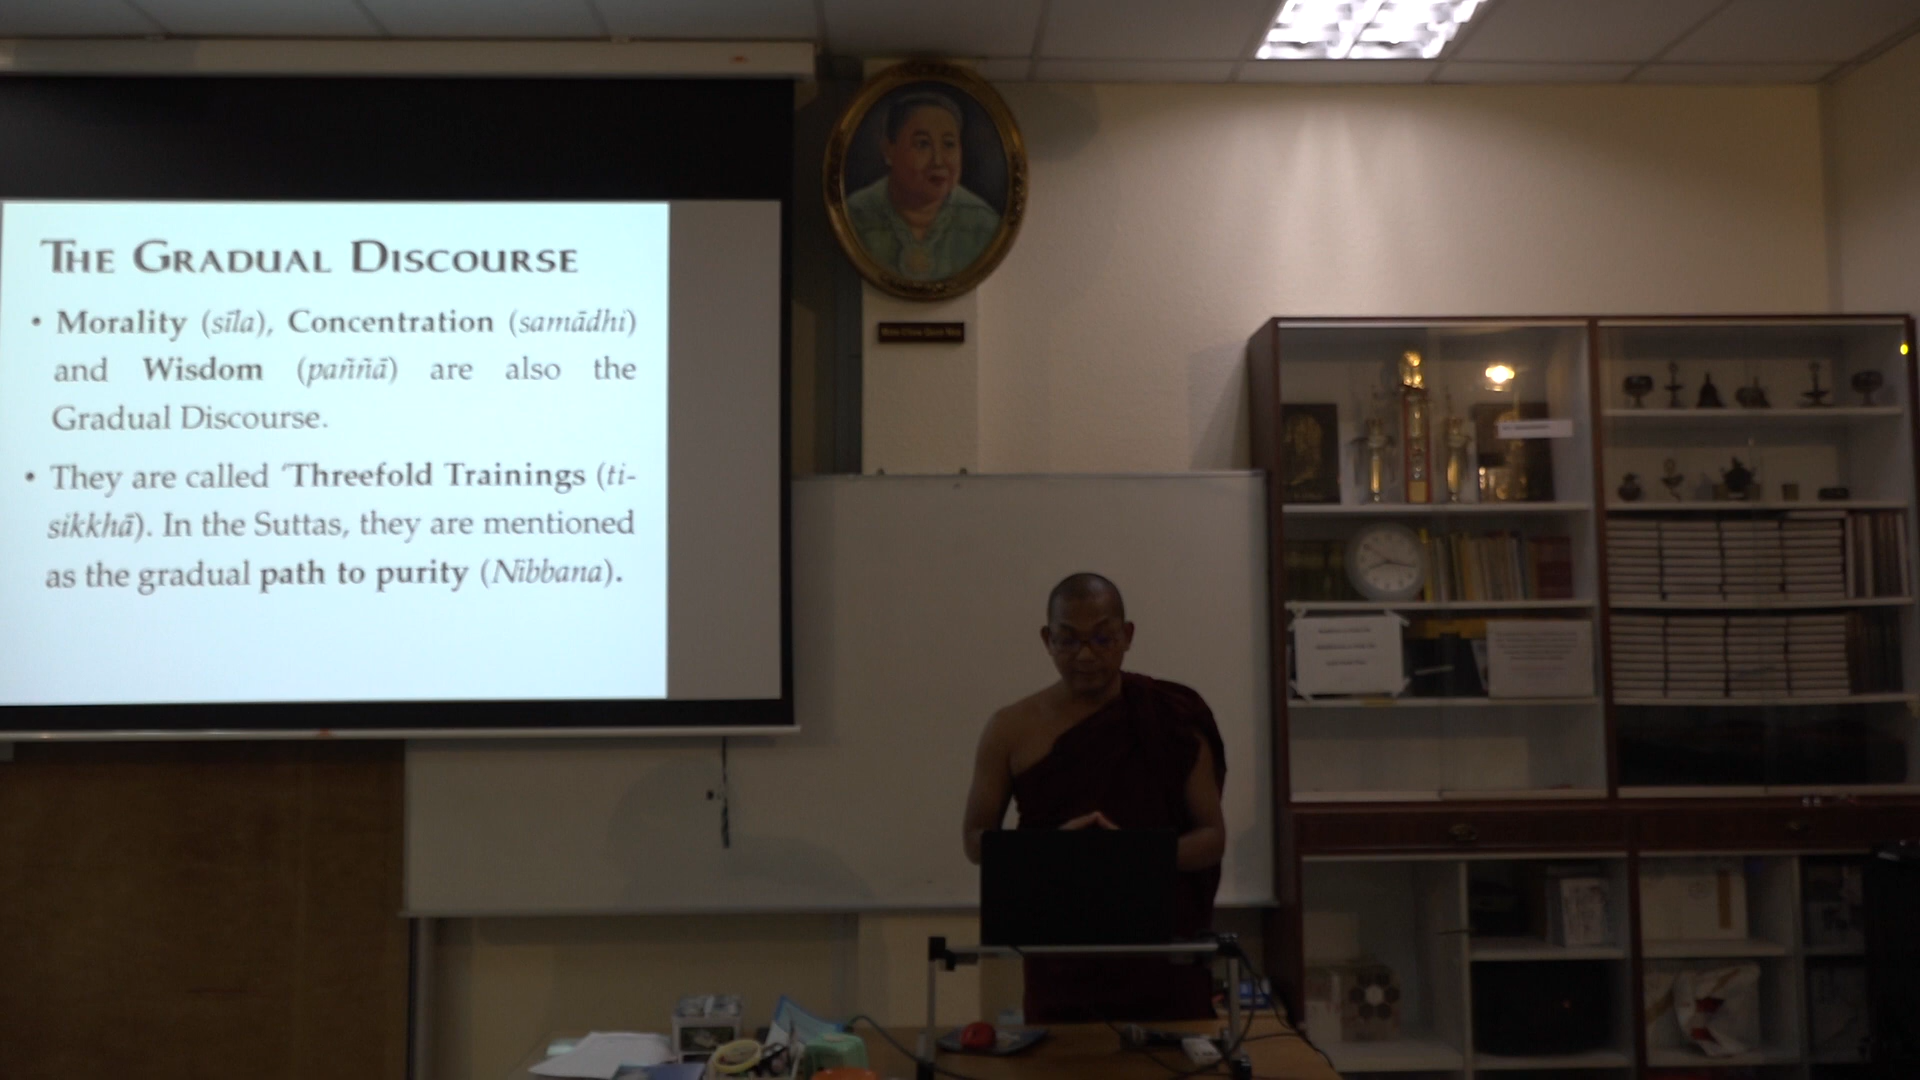 THE GRADUAL DISCOURSE
• Morality (sīla), Concentration (samādhi)
and Wisdom (paññā) are also the
Gradual Discourse.
• They are called ‘Threefold Trainings (ti-
sikkhā). In the Suttas, they are mentioned
as the gradual path to purity (Nibbana).